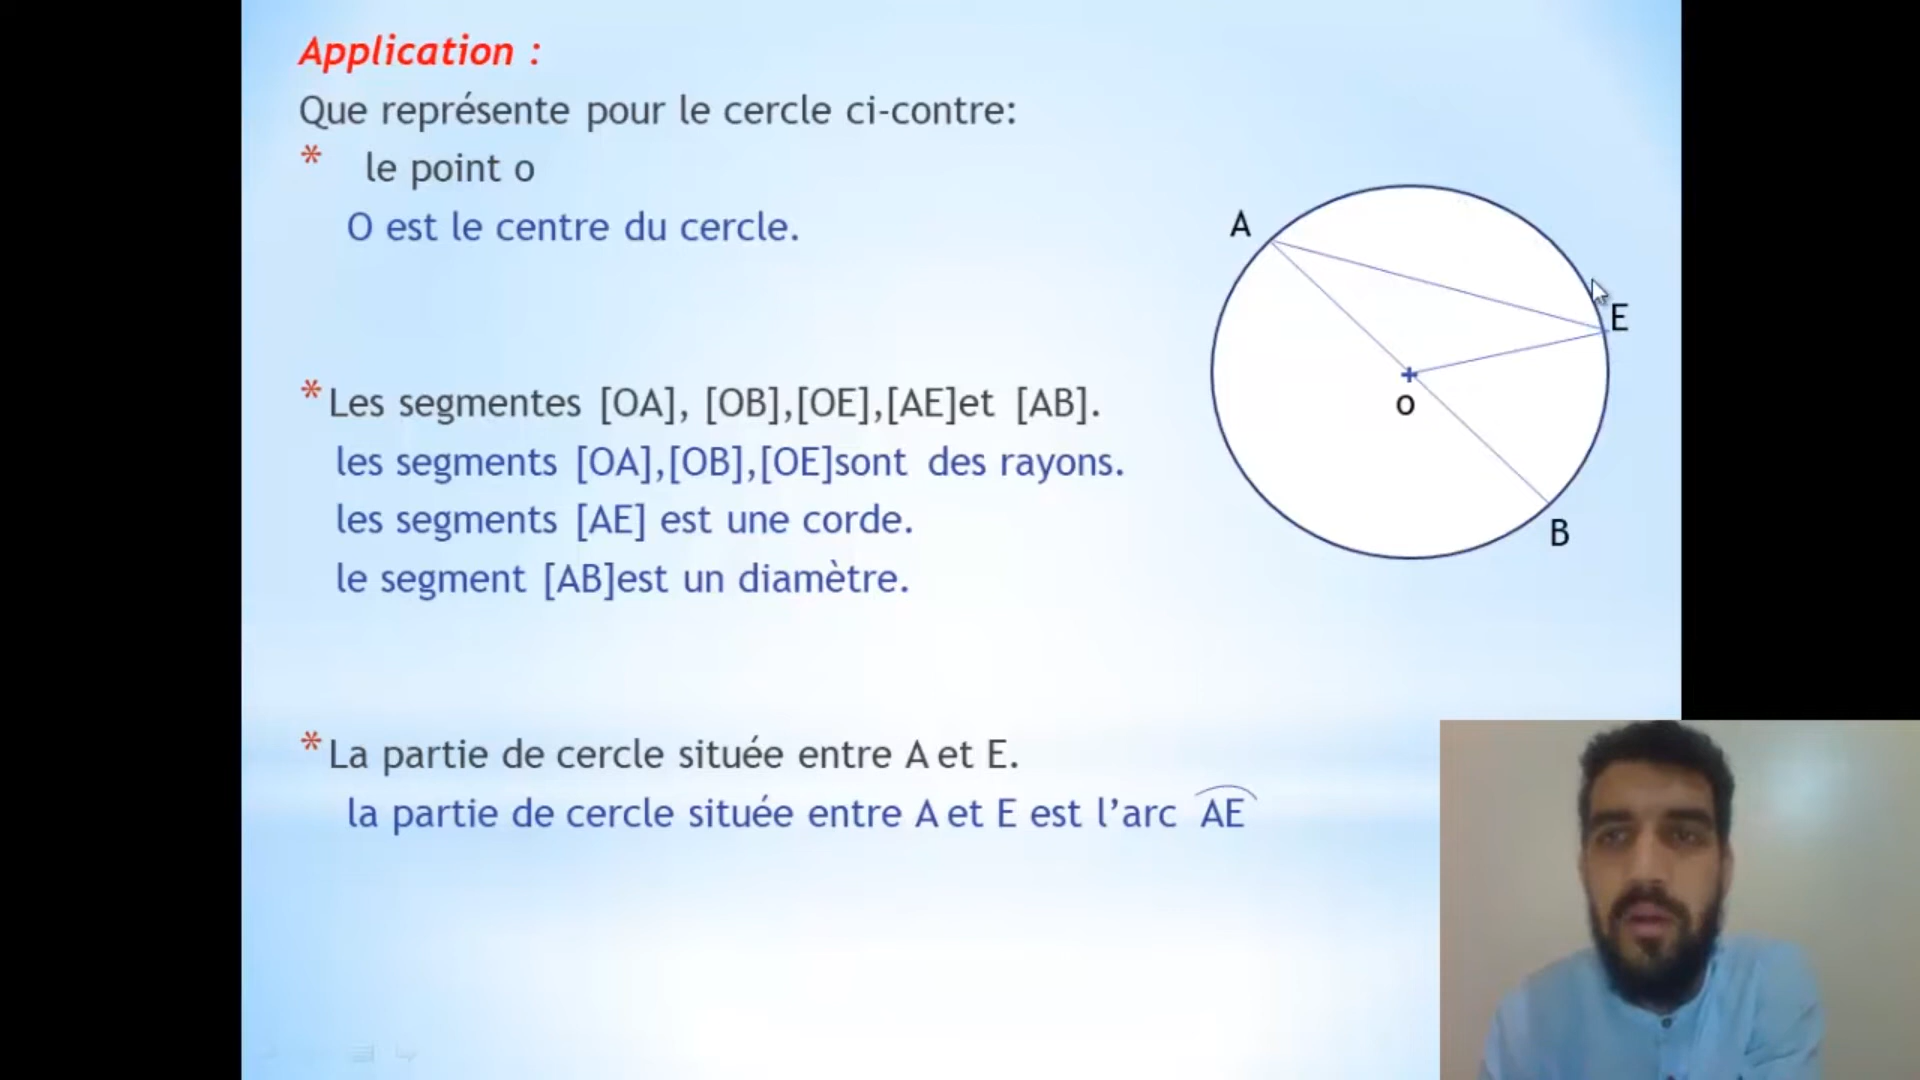 Application :
Que représente pour le cercle ci-contre:
* le point o
O est le centre du cercle.
* Les segmentes [OA], [OB],[OE],[AE]et [AB].
les segments [OA],[OB],[OE]sont des rayons.
les segments [AE] est une corde.
le segment [AB]est un diamètre.
* La partie de cercle située entre A et E.
la partie de cercle située entre A et E est l’arc AE
A
E
o
B